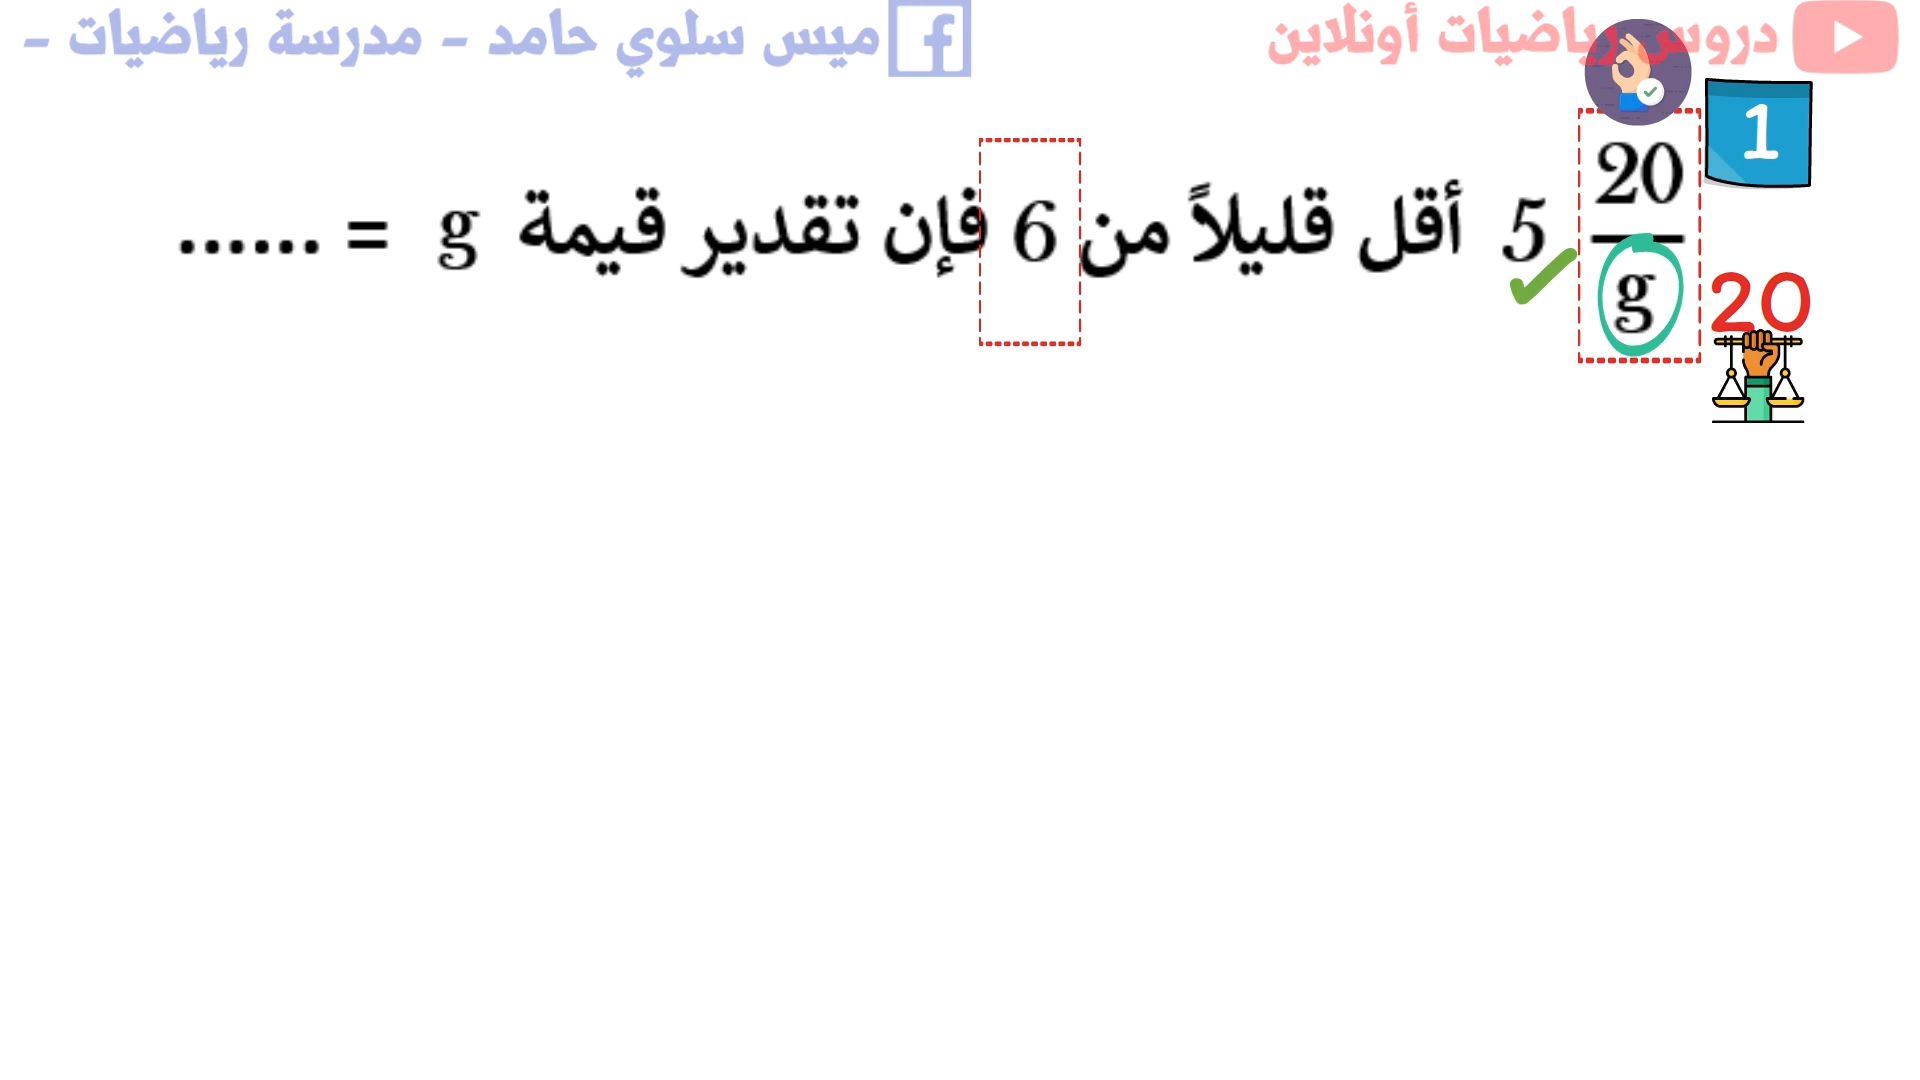 دروس رياضيات أونلاين
ميس سلوي حامد - مدرسة رياضيات -
1
5 20/g أقل قليلاً من 6 فإن تقدير قيمة g = ......
20